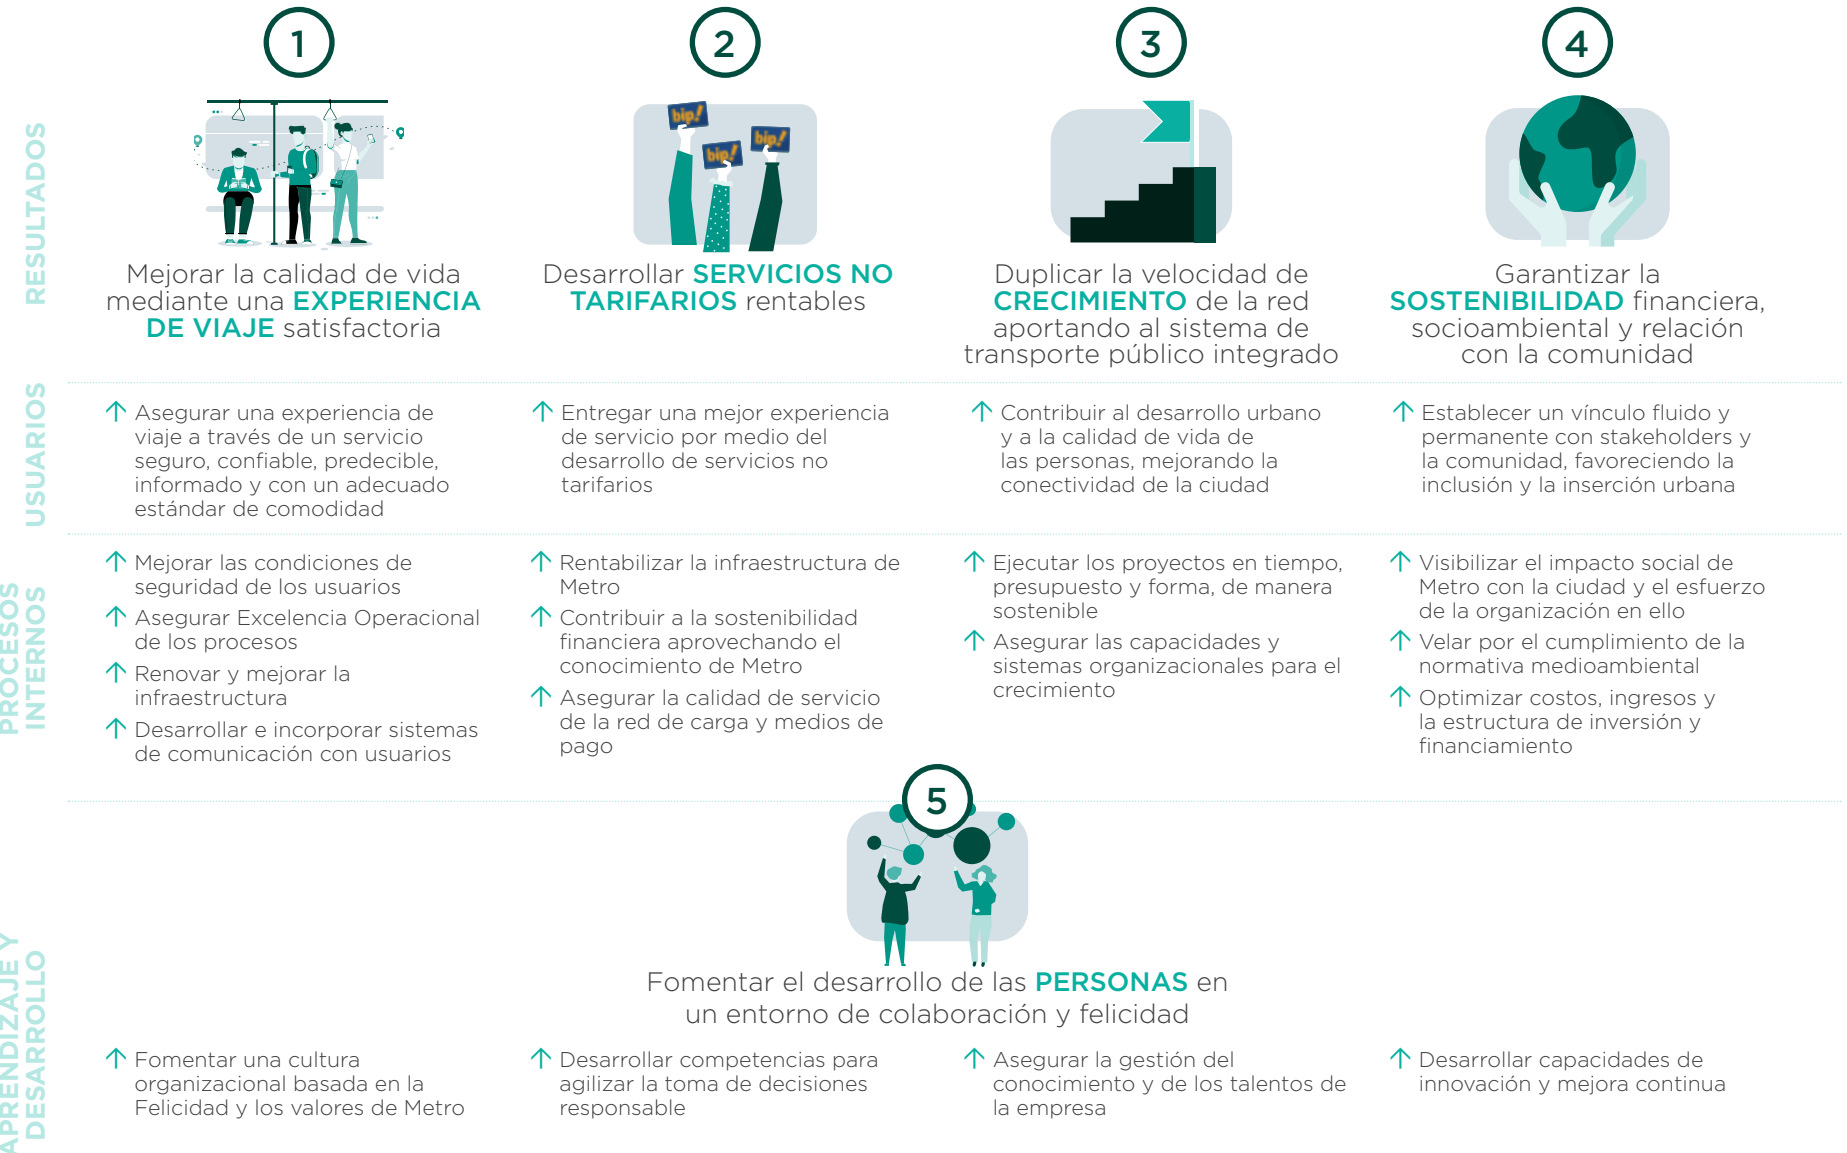 1
2
3
4
RESULTADOS
bip!
bip!
bip!
Mejorar la calidad de vida
mediante una EXPERIENCIA
DE VIAJE satisfactoria
Desarrollar SERVICIOS NO
TARIFARIOS rentables
Duplicar la velocidad de
CRECIMIENTO de la red
aportando al sistema de
transporte público integrado
Garantizar la
SOSTENIBILIDAD financiera,
socioambiental y relación
con la comunidad
USUARIOS
Asegurar una experiencia de
viaje a través de un servicio
seguro, confiable, predecible,
informado y con un adecuado
estándar de comodidad
Entregar una mejor experiencia
de servicio por medio del
desarrollo de servicios no
tarifarios
Contribuir al desarrollo urbano
y a la calidad de vida de
las personas, mejorando la
conectividad de la ciudad
Establecer un vínculo fluido y
permanente con stakeholders y
la comunidad, favoreciendo la
inclusión y la inserción urbana
PROCESOS
INTERNOS
Mejorar las condiciones de
seguridad de los usuarios
Asegurar Excelencia Operacional
de los procesos
Renovar y mejorar la
infraestructura
Desarrollar e incorporar sistemas
de comunicación con usuarios
Rentabilizar la infraestructura de
Metro
Contribuir a la sostenibilidad
financiera aprovechando el
conocimiento de Metro
Asegurar la calidad de servicio
de la red de carga y medios de
pago
Ejecutar los proyectos en tiempo,
presupuesto y forma, de manera
sostenible
Asegurar las capacidades y
sistemas organizacionales para el
crecimiento
Visibilizar el impacto social de
Metro con la ciudad y el esfuerzo
de la organización en ello
Velar por el cumplimiento de la
normativa medioambiental
Optimizar costos, ingresos y
la estructura de inversión y
financiamiento
5
APRENDIZAJE Y
DESARROLLO
Fomentar el desarrollo de las PERSONAS en
un entorno de colaboración y felicidad
Fomentar una cultura
organizacional basada en la
Felicidad y los valores de Metro
Desarrollar competencias para
agilizar la toma de decisiones
responsable
Asegurar la gestión del
conocimiento y de los talentos de
la empresa
Desarrollar capacidades de
innovación y mejora continua